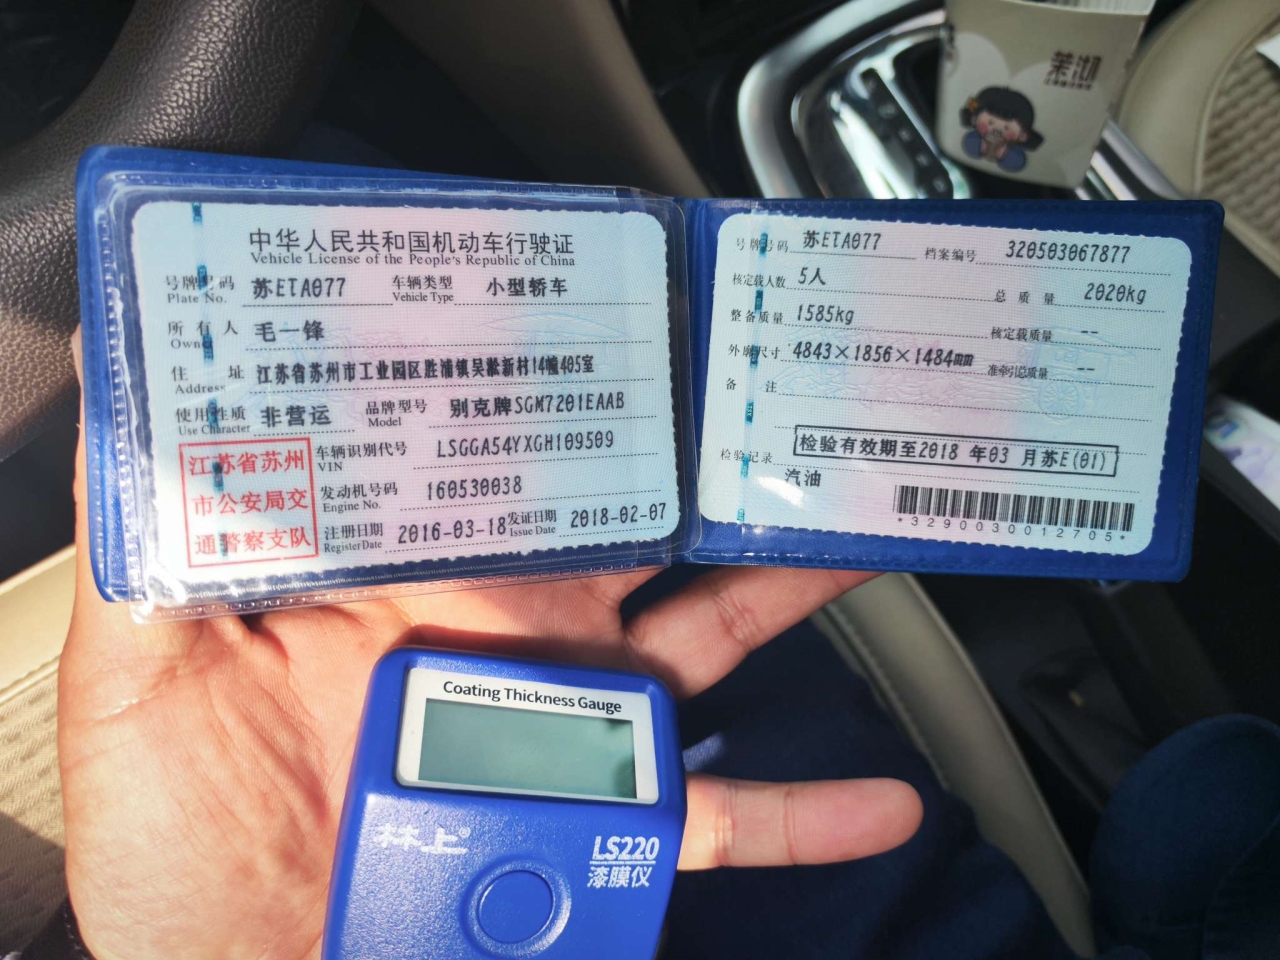 中华人民共和国机动车行驶证
Vehicle License of the People's Republic of China
号牌号码 苏E1A077 车辆类型 小型轿车
Plate No. Vehicle Type
所有人 毛一锋
Owner
住址 江苏省苏州市工业园区胜浦镇吴淞新村14幢405室
Address
使用性质 非营运 品牌型号 别克牌SGM7201EAAB
Use Character Model
江苏省苏州
市公安局交
通警察支队
车辆识别代号 LSGGA54YXGH109509
VIN
发动机号码 160530038
Engine No.
注册日期 2016-03-18 发证日期 2018-02-07
Register Date Issue Date
号牌号码 苏E1A077 档案编号 320503067877
核定载人数 5人 总质量 2020kg
整备质量 1585kg 核定载质量 --
外廓尺寸 4843×1856×1484mm 准牵引总质量 --
备注
检验记录 检验有效期至2018年03月苏E(01)
汽油
*3290030012705*
Coating Thickness Gauge
林上
LS220
漆膜仪